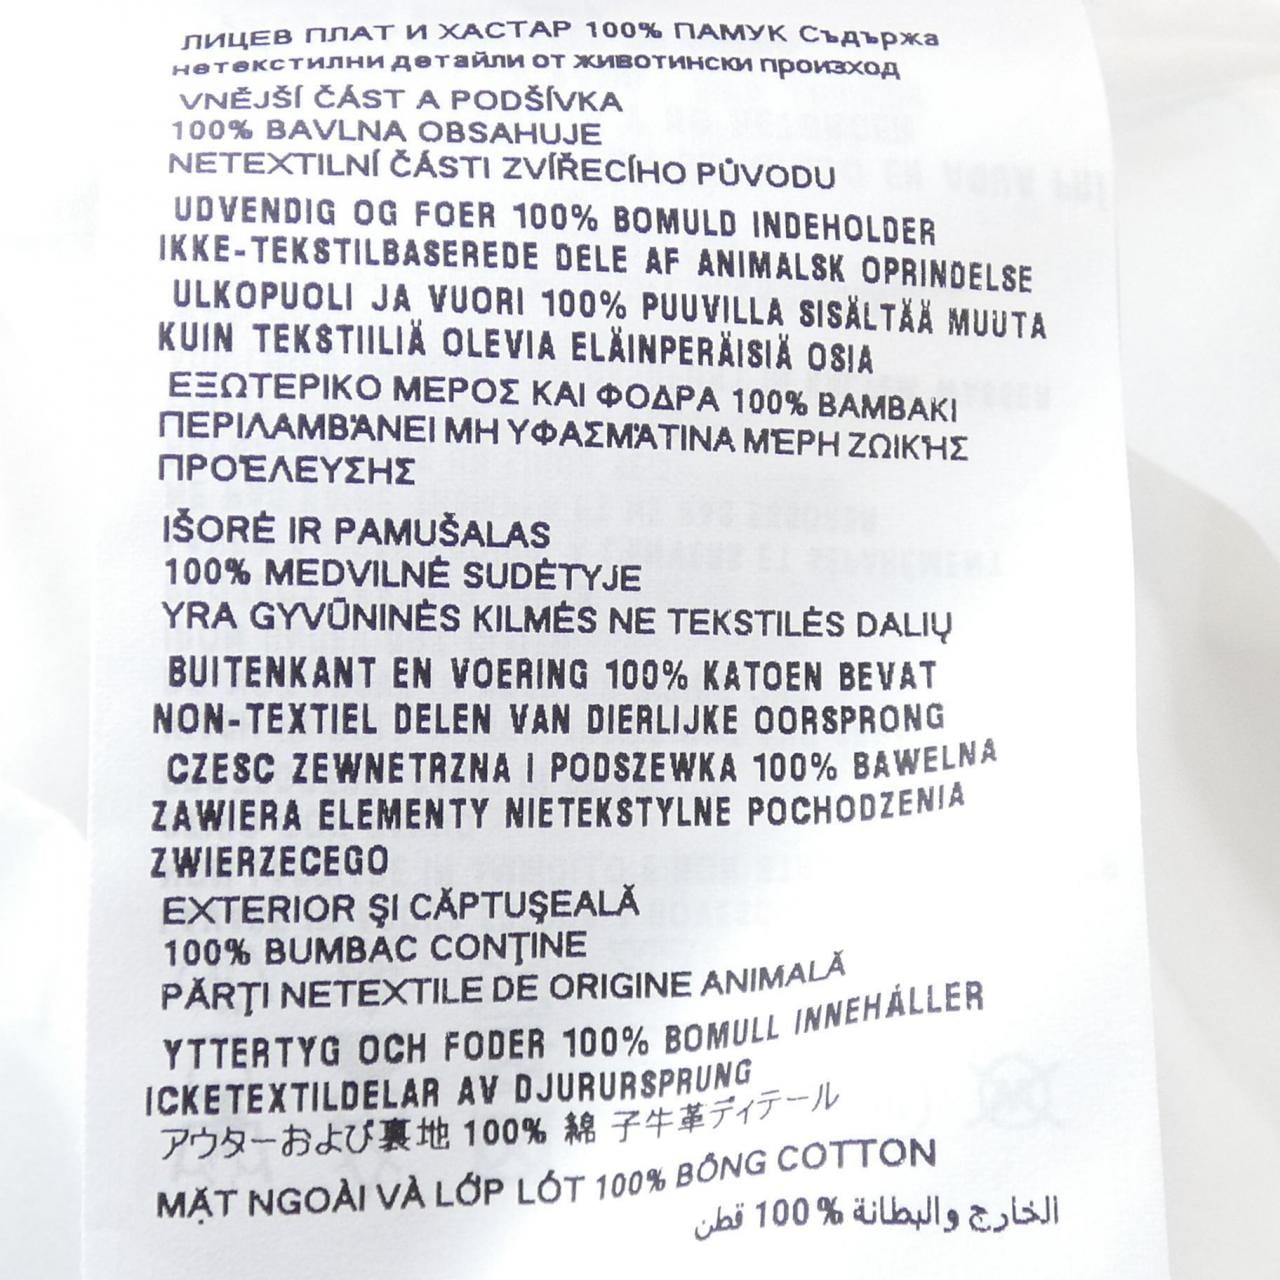 ЛИЦЕВ ПЛАТ И ХАСТАР 100% ПАМУК Съдържа
нетекстилни детайли от животински произход
VNĚJŠÍ ČÁST A PODŠÍVKA
100% BAVLNA OBSAHUJE
NETEXTILNÍ ČÁSTI ZVÍŘECÍHO PŮVODU
UDVENDIG OG FOER 100% BOMULD INDEHOLDER
IKKE-TEKSTILBASEREDE DELE AF ANIMALSK OPRINDELSE
ULKOPUOLI JA VUORI 100% PUUVILLA SISÄLTÄÄ MUUTA
KUIN TEKSTIILIÄ OLEVIA ELÄINPERÄISIÄ OSIA
ΕΞΩΤΕΡΙΚΟ ΜΕΡΟΣ ΚΑΙ ΦΟΔΡΑ 100% ΒΑΜΒΑΚΙ
ΠΕΡΙΛΑΜΒΆΝΕΙ ΜΗ ΥΦΑΣΜΆΤΙΝΑ ΜΈΡΗ ΖΩΙΚΉΣ
ΠΡΟΈΛΕΥΣΗΣ
IŠORĖ IR PAMUŠALAS
100% MEDVILNĖ SUDĖTYJE
YRA GYVŪNINĖS KILMĖS NE TEKSTILĖS DALIŲ
BUITENKANT EN VOERING 100% KATOEN BEVAT
NON-TEXTIEL DELEN VAN DIERLIJKE OORSPRONG
CZESC ZEWNETRZNA I PODSZEWKA 100% BAWELNA
ZAWIERA ELEMENTY NIETEKSTYLNE POCHODZENIA
ZWIERZECEGO
EXTERIOR ŞI CĂPTUŞEALĂ
100% BUMBAC CONŢINE
PĂRŢI NETEXTILE DE ORIGINE ANIMALĂ
YTTERTYG OCH FODER 100% BOMULL INNEHÁLLER
ICKETEXTILDELAR AV DJURURSPRUNG
アウターおよび裏地 100% 綿 子牛革ディテール
MẶT NGOÀI VÀ LỚP LÓT 100% BÔNG COTTON
الخارج والبطانة % 100 قطن